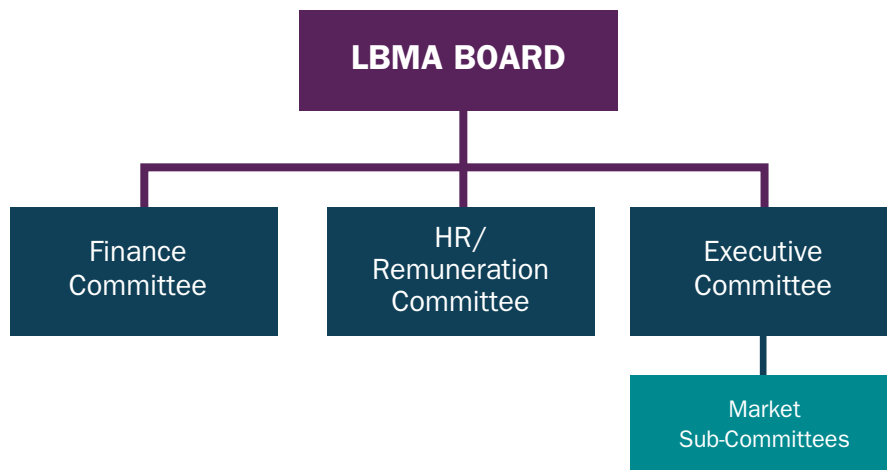 LBMA BOARD
Finance
Committee
HR/
Remuneration
Committee
Executive
Committee
Market
Sub-Committees